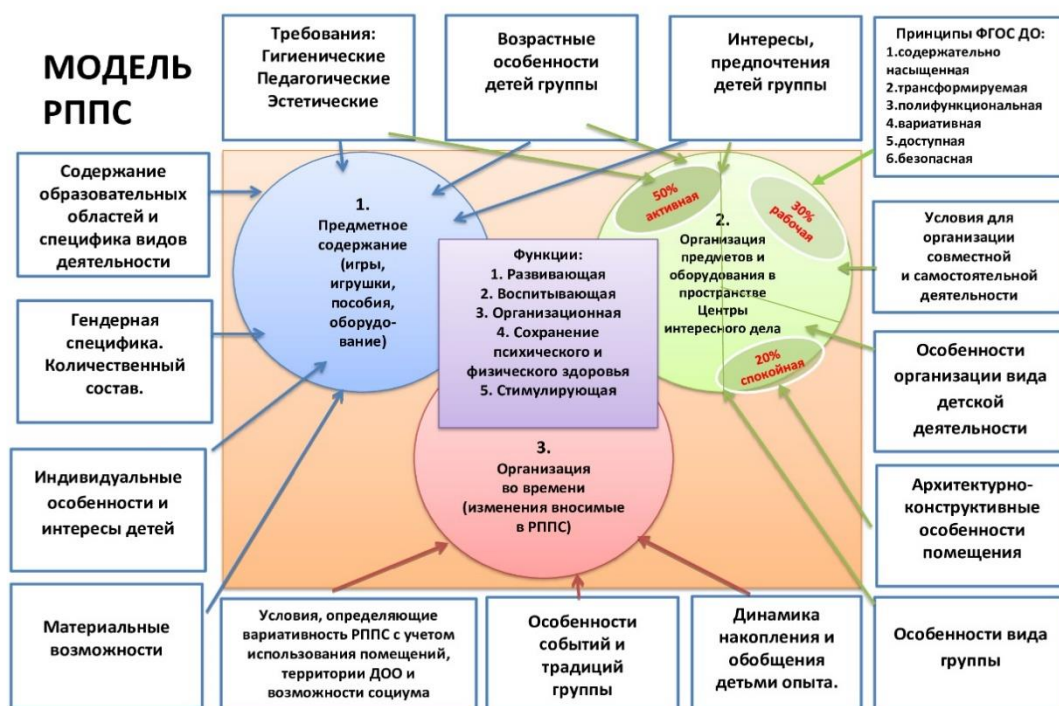 МОДЕЛЬ
РППС
Требования:
Гигиенические
Педагогические
Эстетические
Возрастные
особенности
детей группы
Интересы,
предпочтения
детей группы
Принципы ФГОС ДО:
1.содержательно
насыщенная
2.трансформируемая
3.полифункциональная
4.вариативная
5.доступная
6.безопасная
Содержание
образовательных
областей и
специфика видов
деятельности
Гендерная
специфика.
Количественный
состав.
Индивидуальные
особенности и
интересы детей
Материальные
возможности
1.
Предметное
содержание
(игры,
игрушки,
пособия,
оборудо-
вание)
Функции:
1. Развивающая
2. Воспитывающая
3. Организационная
4. Сохранение
психического и
физического здоровья
5. Стимулирующая
50%
активная
30%
рабочая
2.
Организация
предметов и
оборудования в
пространстве
Центры
интересного дела
20%
спокойная
3.
Организация
во времени
(изменения вносимые
в РППС)
Условия для
организации
совместной
и самостоятельной
деятельности
Особенности
организации вида
детской
деятельности
Архитектурно-
конструктивные
особенности
помещения
Особенности вида
группы
Условия, определяющие
вариативность РППС с учетом
использования помещений,
территории ДОО и
возможности социума
Особенности
событий и
традиций
группы
Динамика
накопления и
обобщения
детьми опыта.